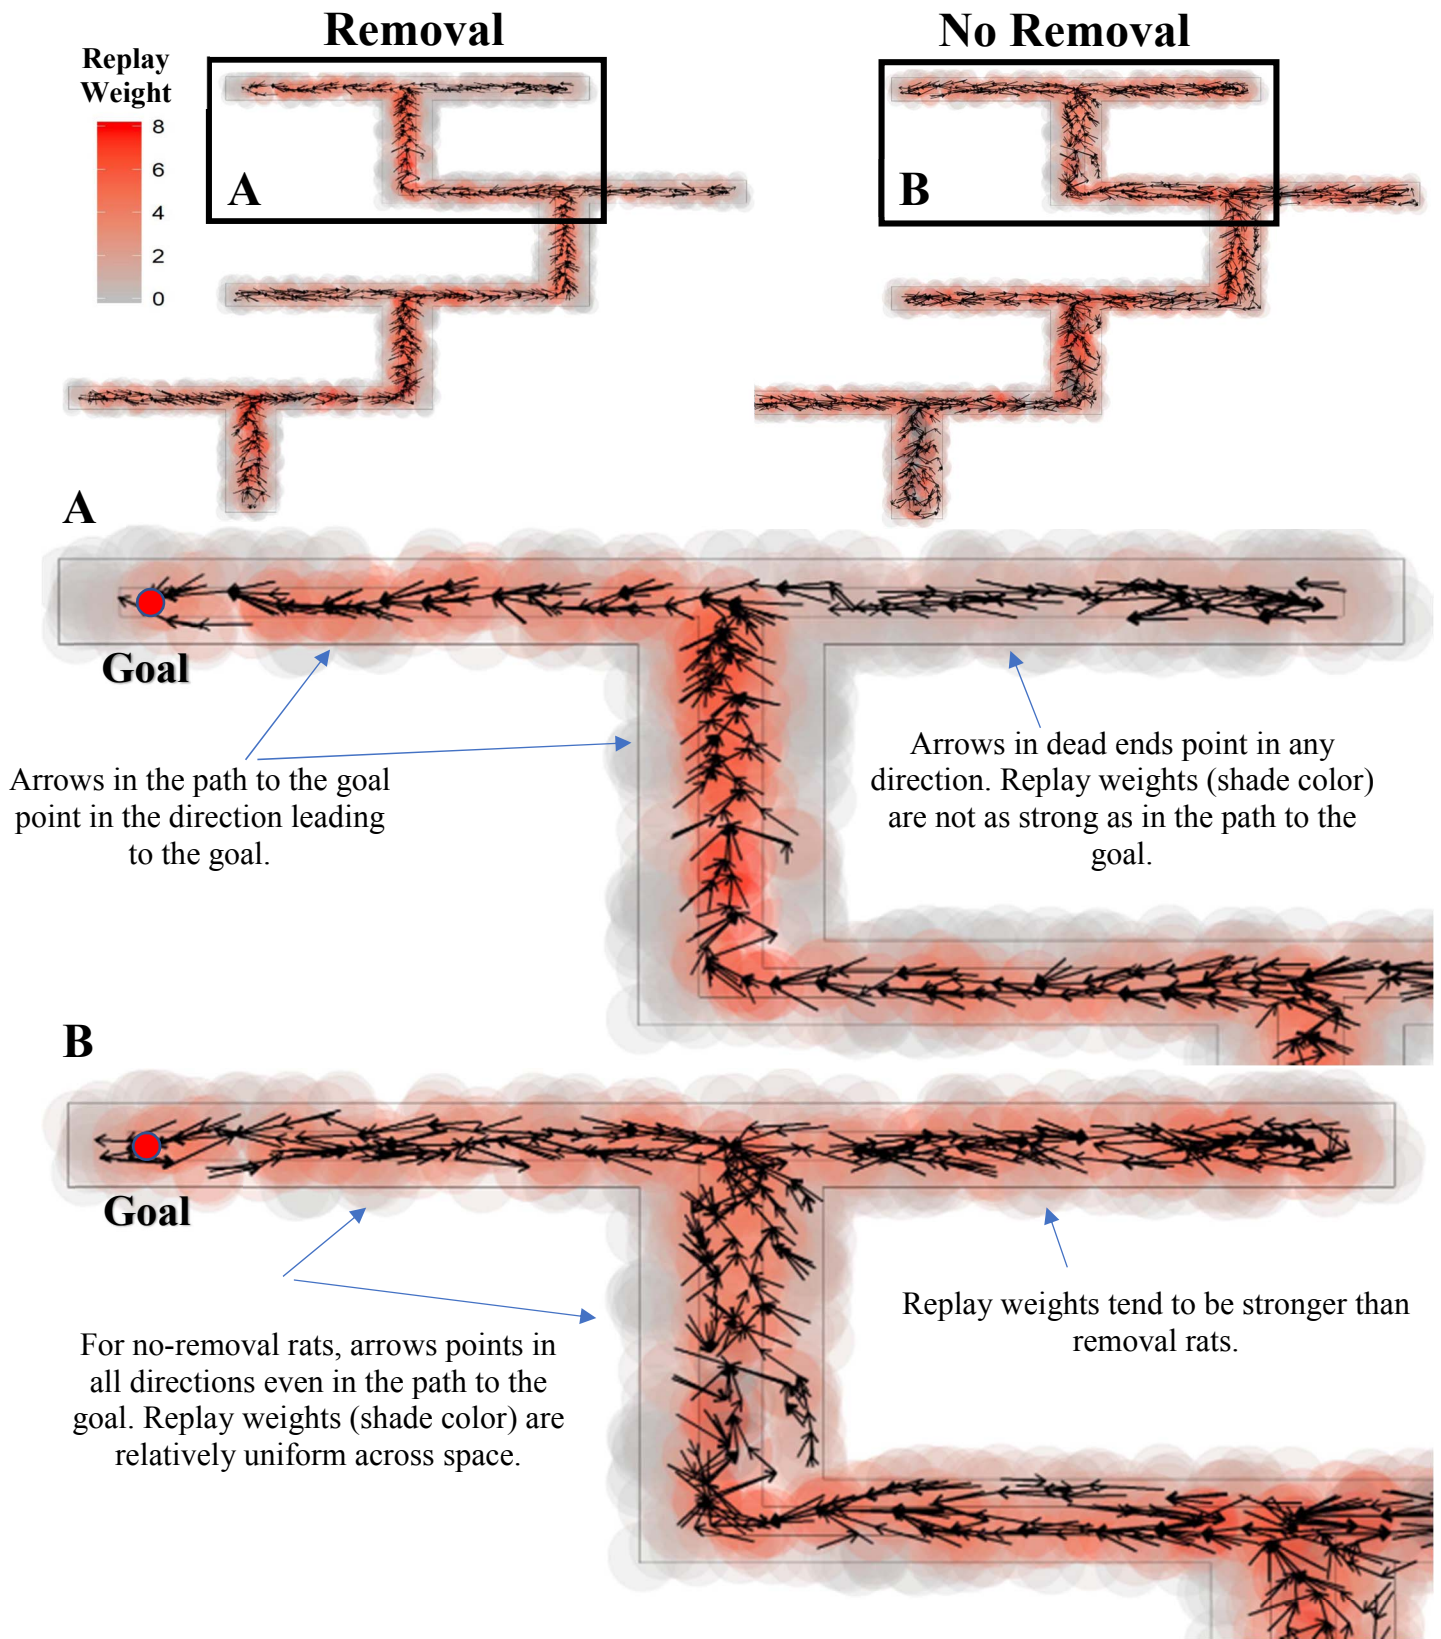 Removal
No Removal
Replay
Weight
8
6
4
2
0
A
B
A
Goal
Arrows in the path to the goal
point in the direction leading
to the goal.
Arrows in dead ends point in any
direction. Replay weights (shade color)
are not as strong as in the path to the
goal.
B
Goal
For no-removal rats, arrows points in
all directions even in the path to the
goal. Replay weights (shade color) are
relatively uniform across space.
Replay weights tend to be stronger than
removal rats.